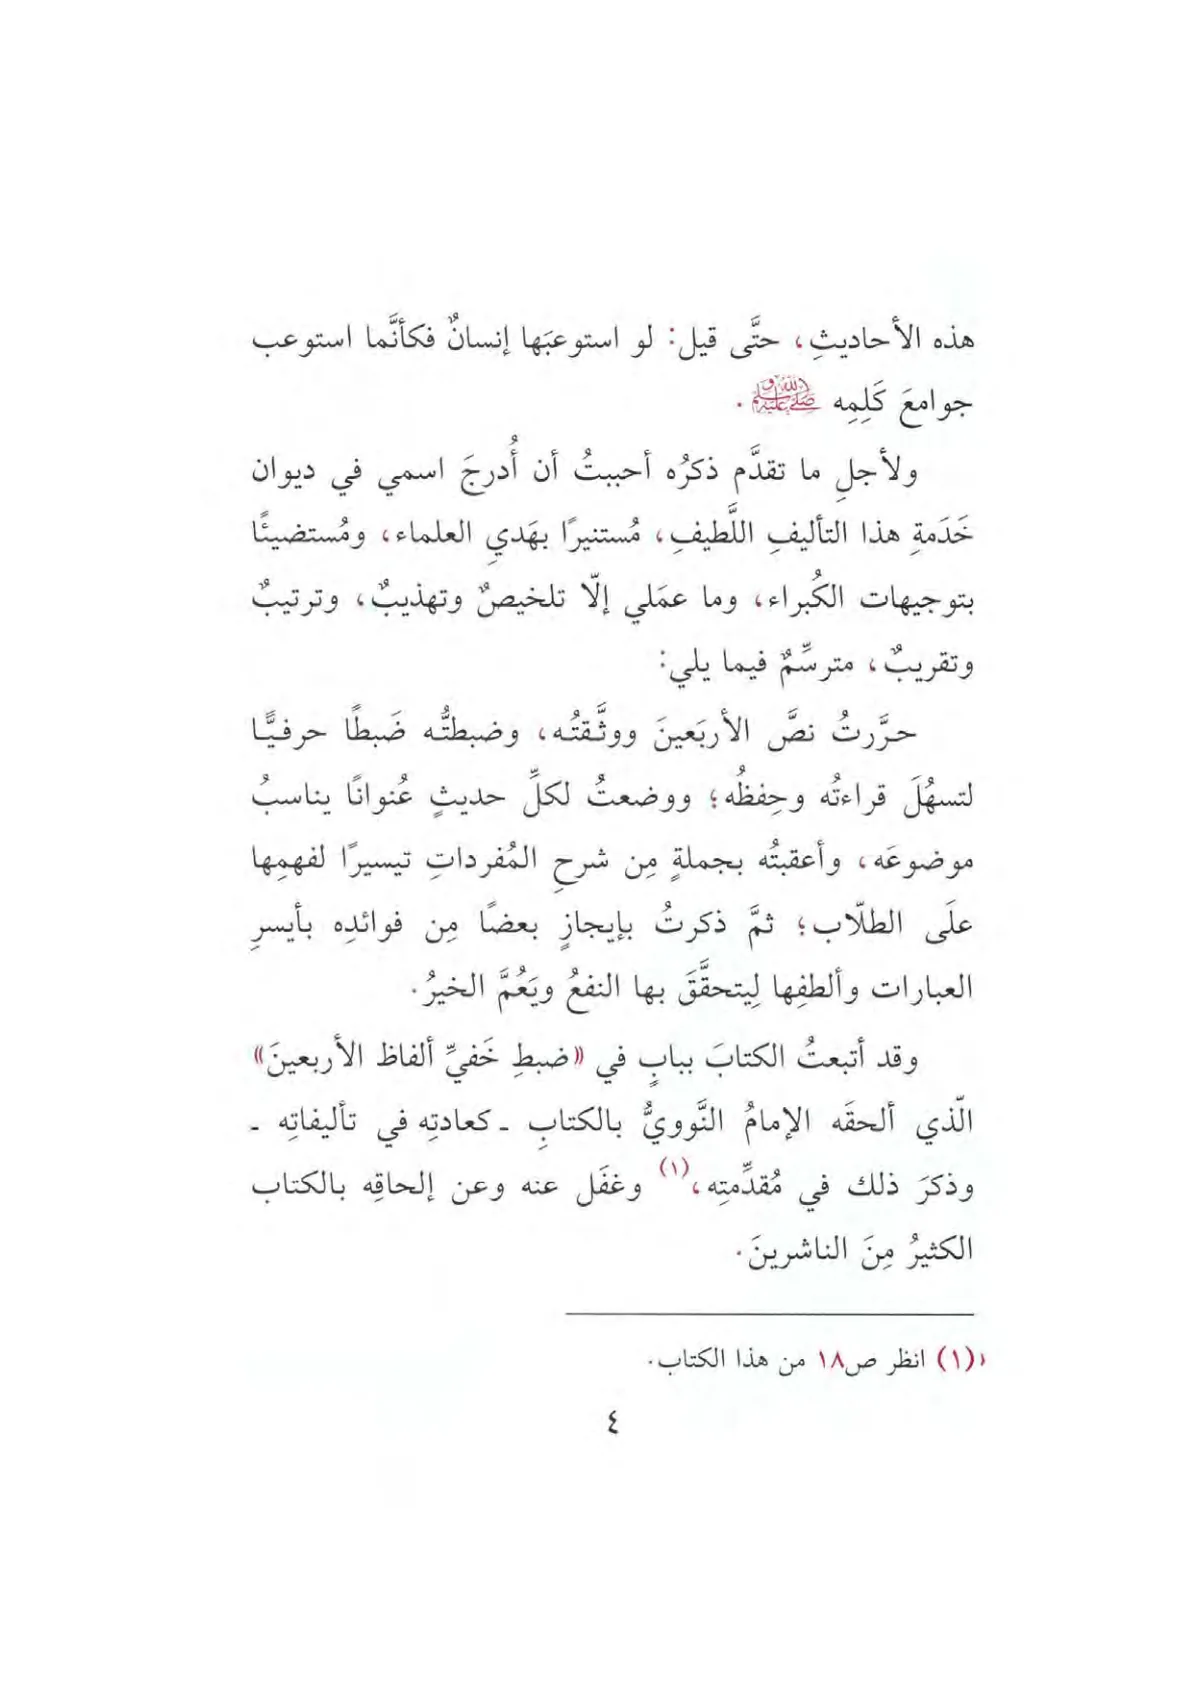 هذه الأحاديثِ، حتَّى قيل: لو استوعبَها إنسانٌ فكأنَّما استوعب
جوامعَ كَلِمِه ﷺ.
ولأجلِ ما تقدَّم ذكرُه أحببتُ أن أُدرجَ اسمي في ديوان
خَدَمةِ هذا التأليفِ اللَّطيفِ، مُستنيرًا بهَديِ العلماء، ومُستضيئًا
بتوجيهات الكُبراء، وما عمَلي إلّا تلخيصٌ وتهذيبٌ، وترتيبٌ
وتقريبٌ، مترسِّمٌ فيما يلي:
حرَّرتُ نصَّ الأربَعينَ ووثَّقتُه، وضبطتُّه ضَبطًا حرفيًّا
لتسهُلَ قراءتُه وحِفظُه؛ ووضعتُ لكلِّ حديثٍ عُنوانًا يناسبُ
موضوعَه، وأعقبتُه بجملةٍ مِن شرحِ المُفرداتِ تيسيرًا لفهمِها
علَى الطلّاب؛ ثمَّ ذكرتُ بإيجازٍ بعضًا مِن فوائدِه بأيسرِ
العبارات وألطفِها لِيتحقَّقَ بها النفعُ ويَعُمَّ الخيرُ.
وقد أتبعتُ الكتابَ ببابٍ في «ضبطِ خَفيِّ ألفاظ الأربعينَ»
الّذي ألحقَه الإمامُ النَّوويُّ بالكتابِ ـ كعادتِه في تأليفاتِه ـ
وذكرَ ذلك في مُقدِّمتِه،(١) وغفَل عنه وعن إلحاقِه بالكتاب
الكثيرُ مِنَ الناشرينَ.
(١) انظر ص١٨ من هذا الكتاب.
٤